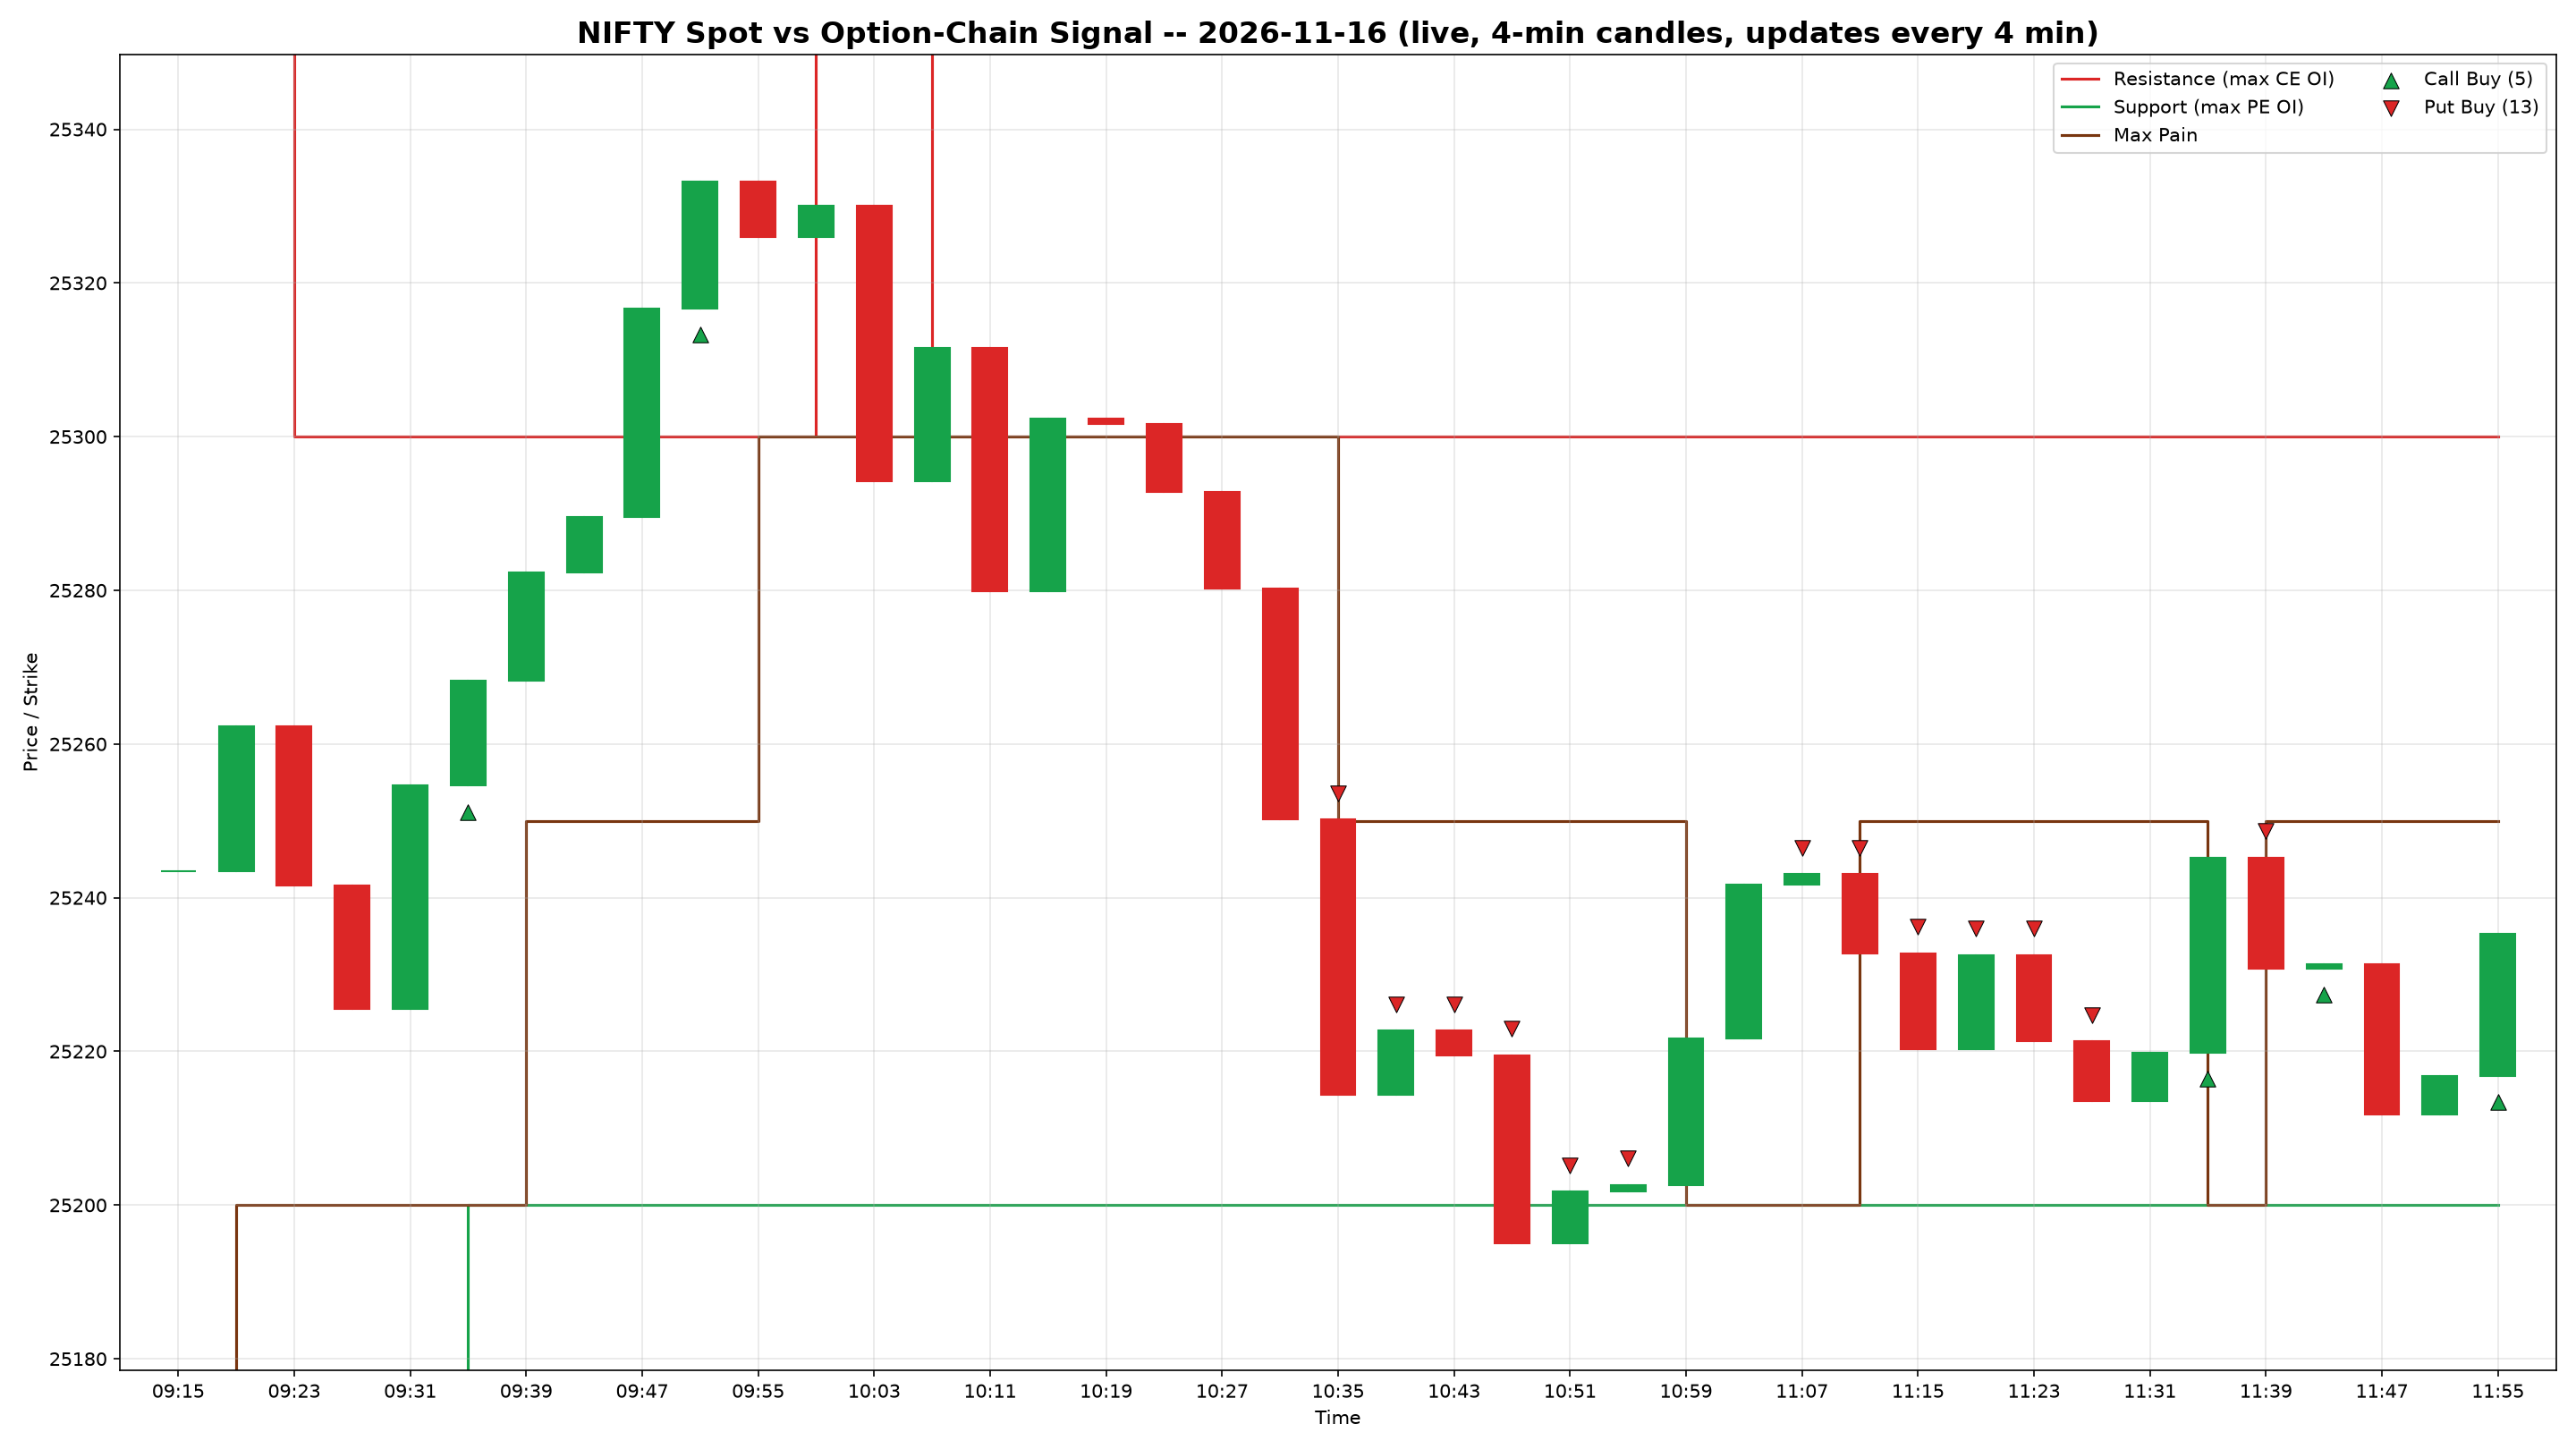 NIFTY Spot vs Option-Chain Signal -- 2026-11-16 (live, 4-min candles, updates every 4 min)
Resistance (max CE OI)
Support (max PE OI)
Max Pain
Call Buy (5)
Put Buy (13)
Price / Strike
25340
25320
25300
25280
25260
25240
25220
25200
25180
09:15 09:23 09:31 09:39 09:47 09:55 10:03 10:11 10:19 10:27 10:35 10:43 10:51 10:59 11:07 11:15 11:23 11:31 11:39 11:47 11:55
Time